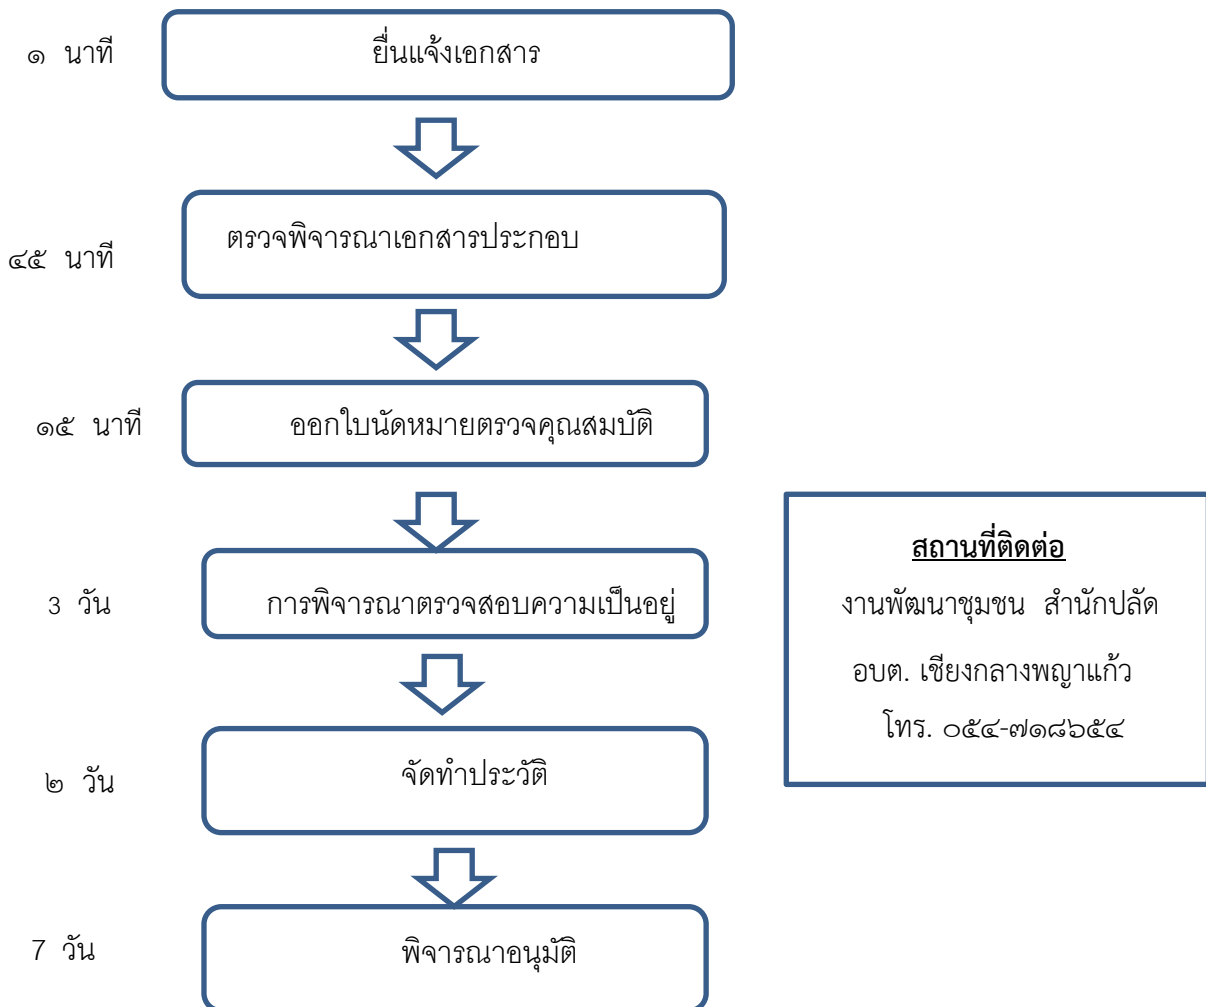 ๑ นาที
ยื่นแจ้งเอกสาร
๔๕ นาที
ตรวจพิจารณาเอกสารประกอบ
๑๕ นาที
ออกใบนัดหมายตรวจคุณสมบัติ
3 วัน
การพิจารณาตรวจสอบความเป็นอยู่
๒ วัน
จัดทำประวัติ
7 วัน
พิจารณาอนุมัติ
สถานที่ติดต่อ
งานพัฒนาชุมชน สำนักปลัด
อบต. เชียงกลางพญาแก้ว
โทร. ๐๕๔-๗๑๘๖๕๔